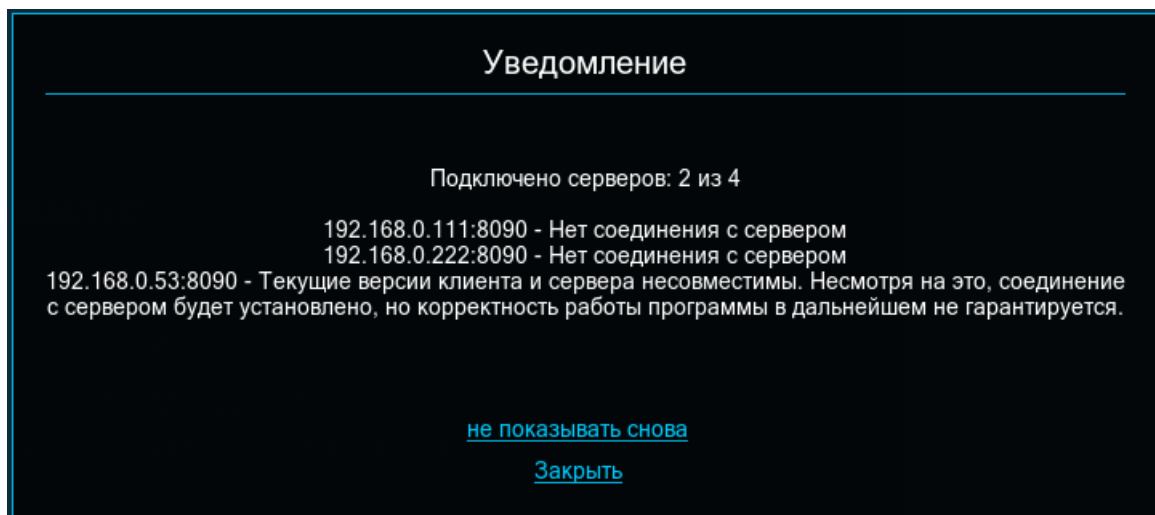 Уведомление
Подключено серверов: 2 из 4
192.168.0.111:8090 - Нет соединения с сервером
192.168.0.222:8090 - Нет соединения с сервером
192.168.0.53:8090 - Текущие версии клиента и сервера несовместимы. Несмотря на это, соединение
с сервером будет установлено, но корректность работы программы в дальнейшем не гарантируется.
не показывать снова
Закрыть